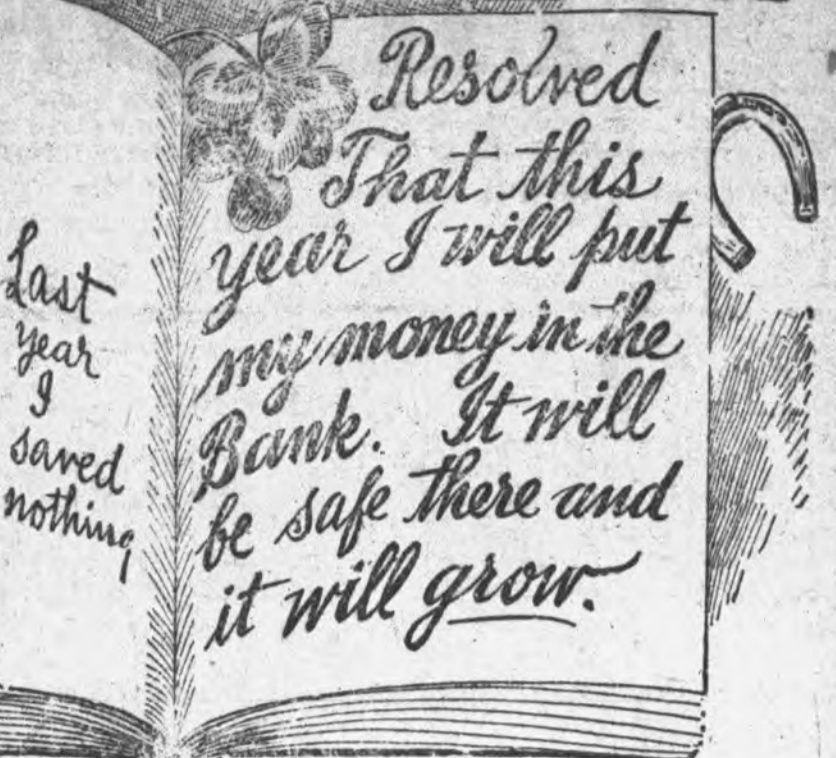 Last
year
I
saved
nothing
Resolved
That this
year I will put
my money in the
Bank. It will
be safe there and
it will grow.